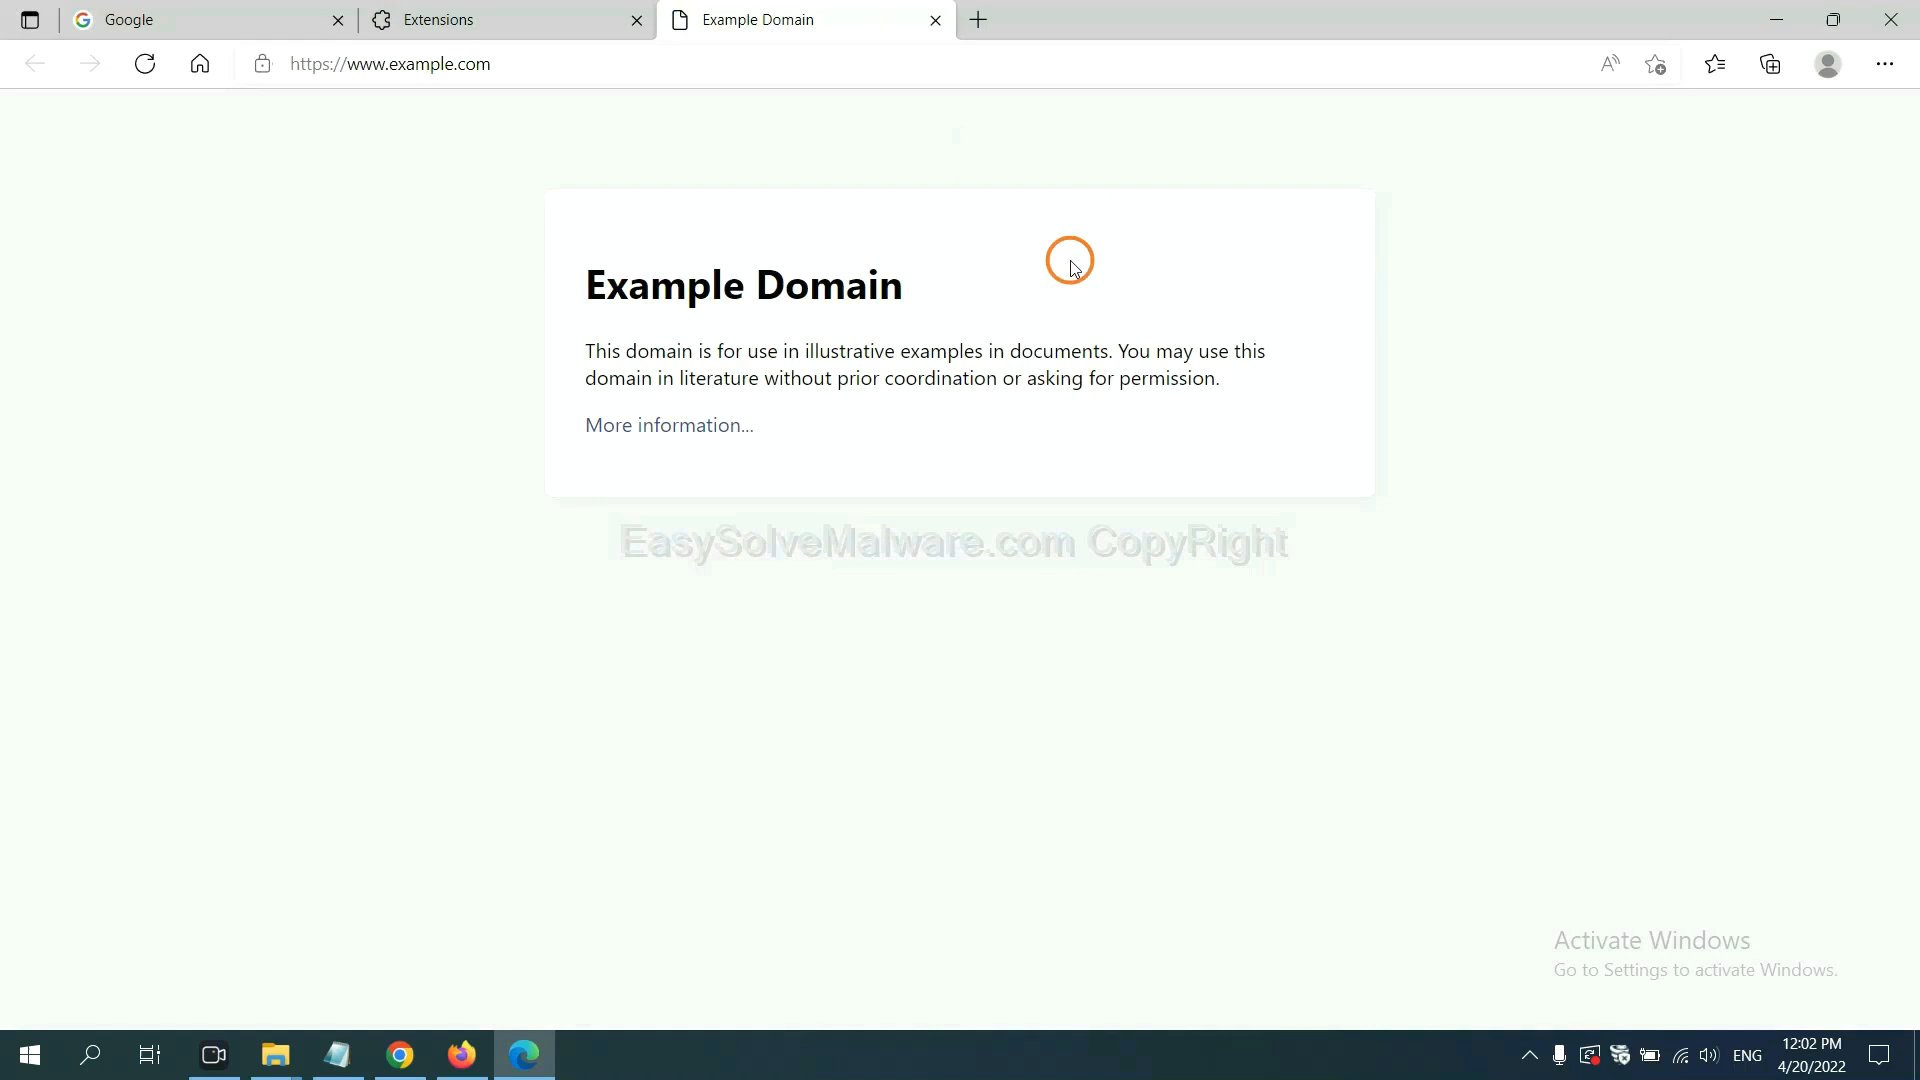 Google
Extensions
Example Domain
https://www.example.com
Example Domain
This domain is for use in illustrative examples in documents. You may use this
domain in literature without prior coordination or asking for permission.
More information...
EasySolveMalware.com CopyRight
Activate Windows
Go to Settings to activate Windows.
ENG
12:02 PM
4/20/2022